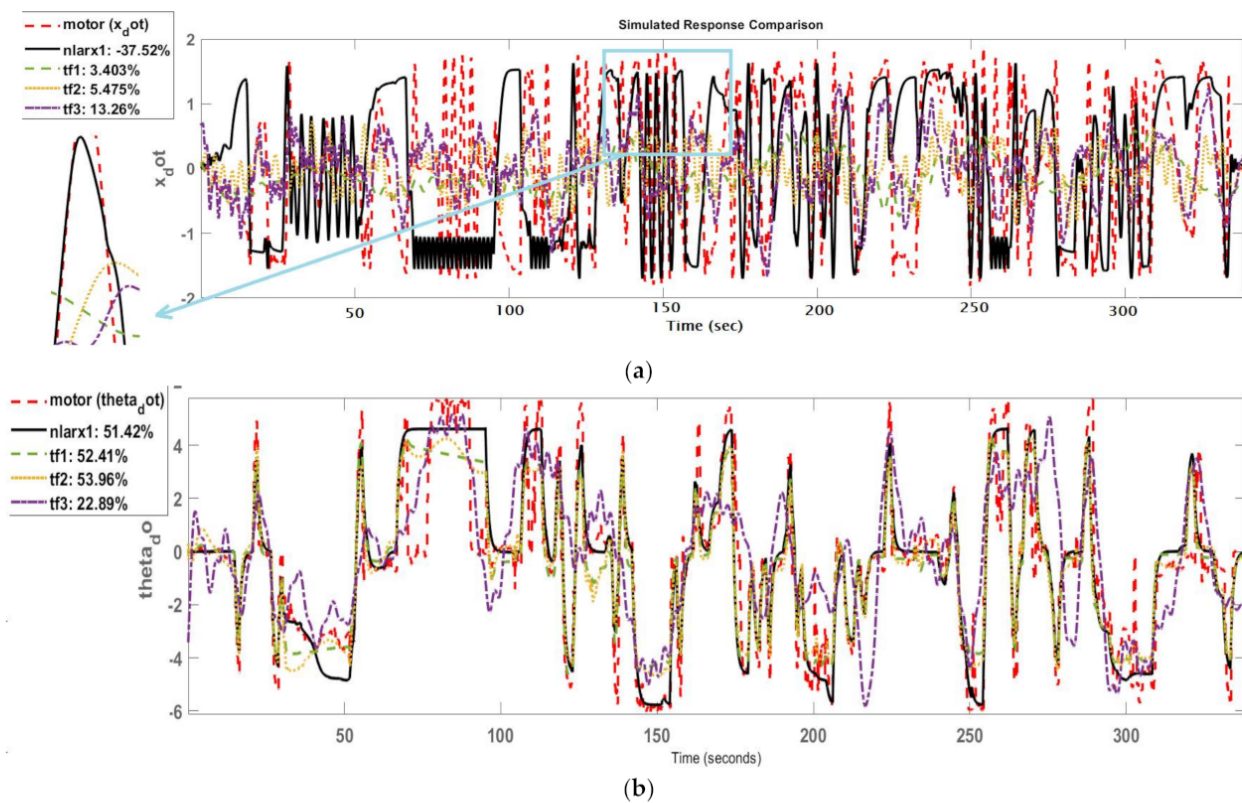 Simulated Response Comparison
motor (x_dot)
nlarx1: -37.52%
tf1: 3.403%
tf2: 5.475%
tf3: 13.26%
x_dot
2
1
0
-1
-2
50 100 150 200 250 300
Time (sec)
(a)
motor (theta_dot)
nlarx1: 51.42%
tf1: 52.41%
tf2: 53.96%
tf3: 22.89%
theta_do
4
2
0
-2
-4
-6
50 100 150 200 250 300
Time (seconds)
(b)